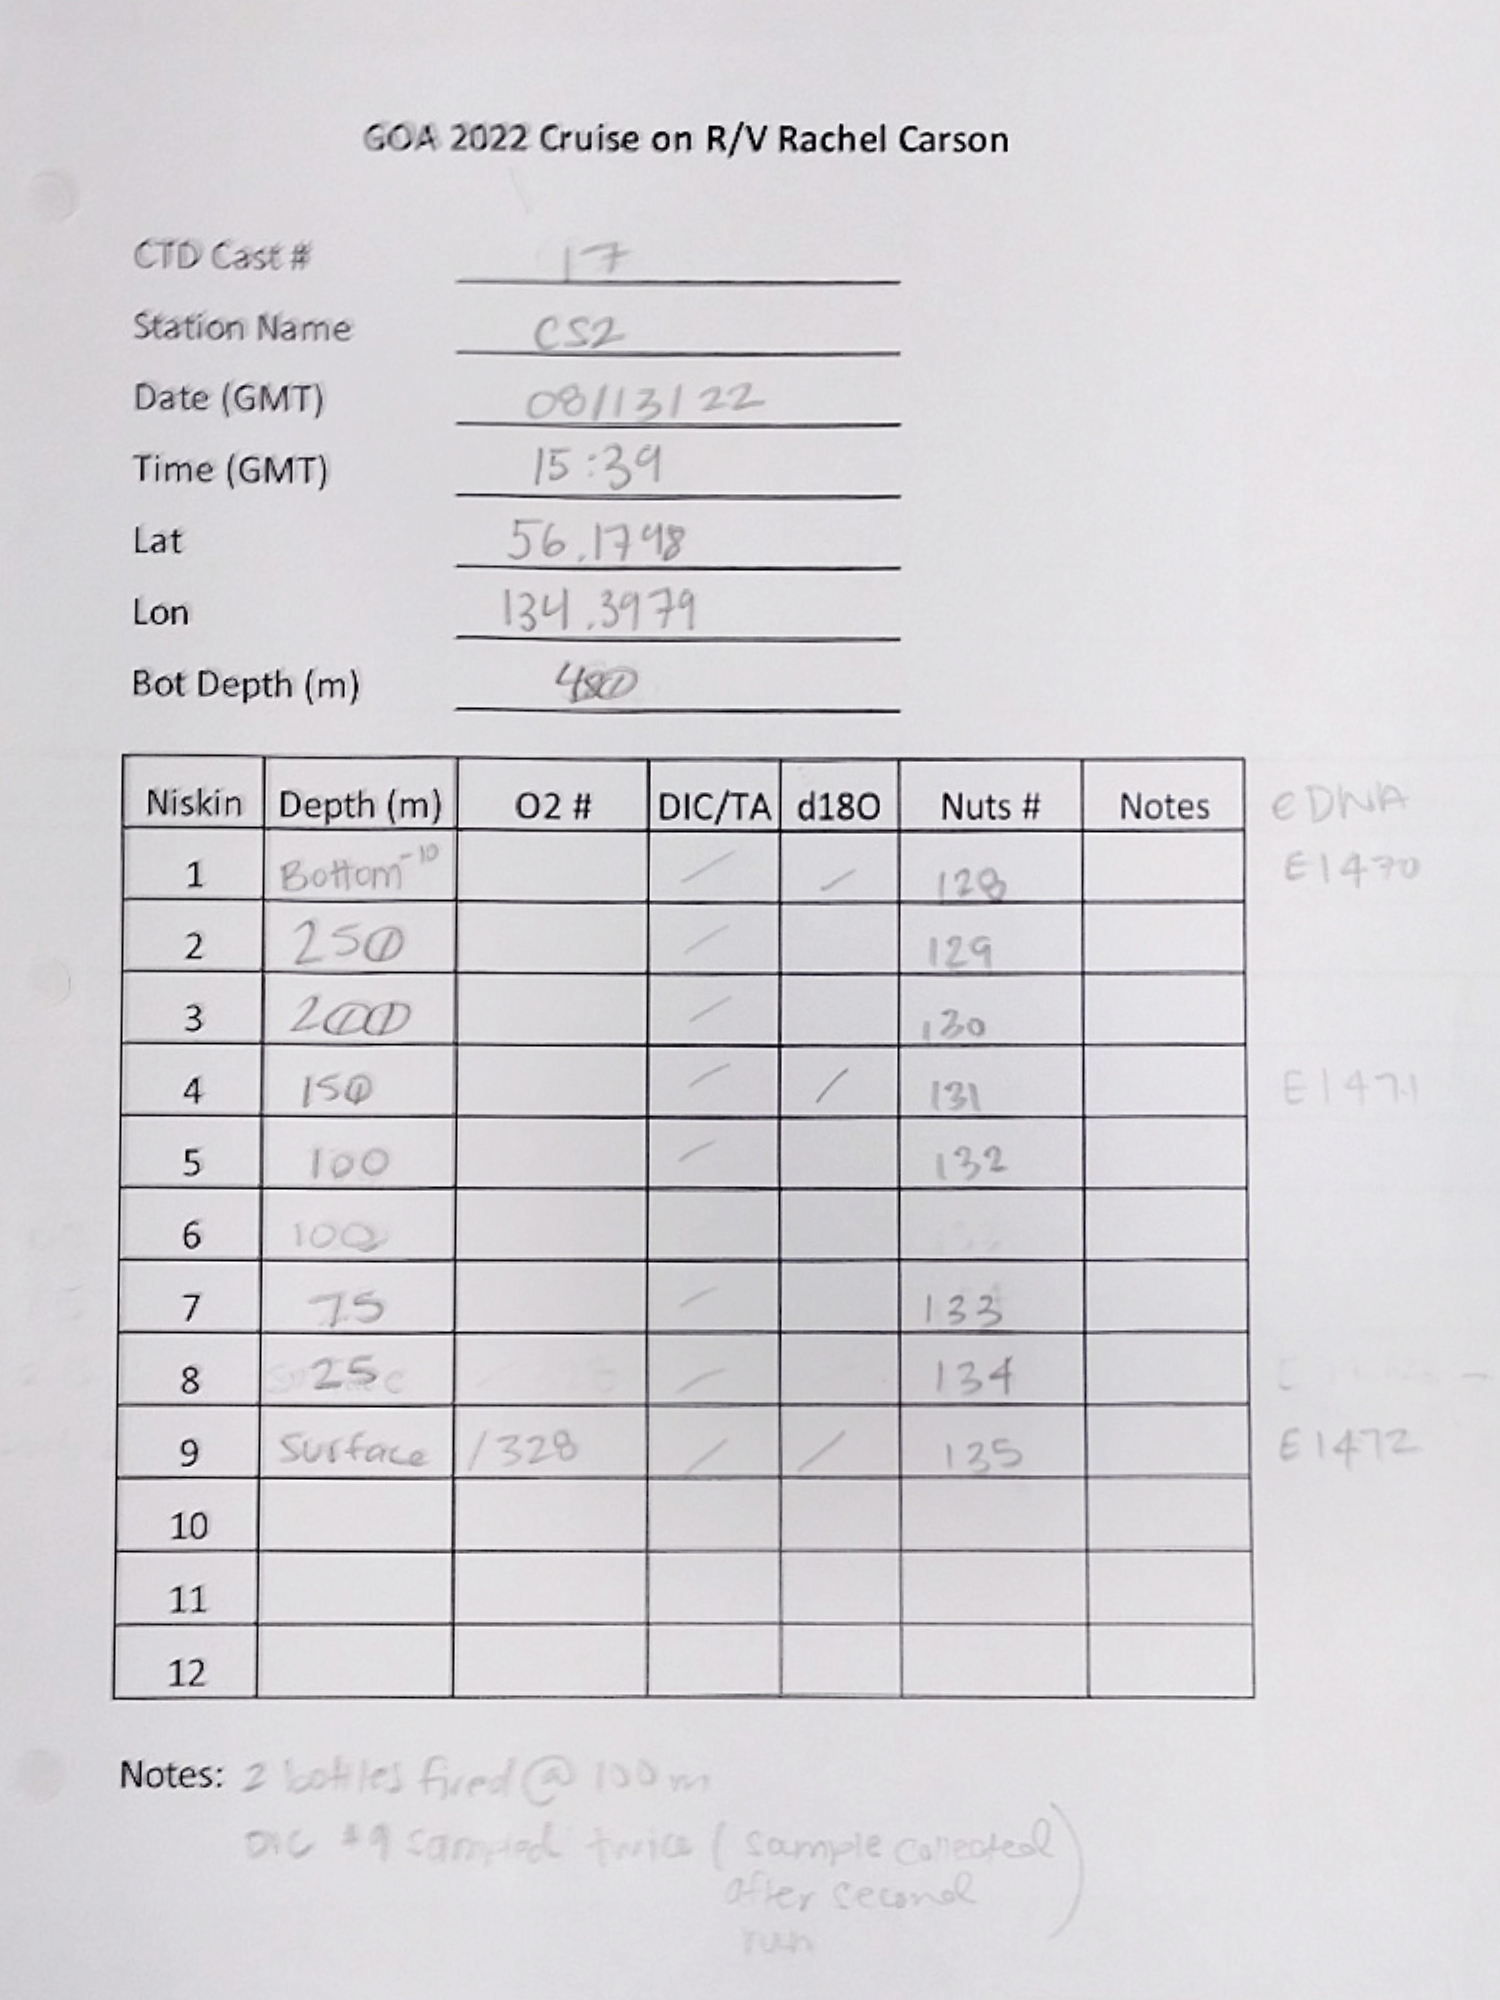 GOA 2022 Cruise on R/V Rachel Carson
CTD Cast # 17
Station Name CS2
Date (GMT) 08/13/22
Time (GMT) 15:39
Lat 56.1798
Lon 134.3979
Bot Depth (m) 480
Niskin Depth (m) O2 # DIC/TA d18O Nuts # Notes eDNA
1 Bottom-10 / / 128 E1470
2 250 / 129
3 200 / 130
4 150 / / 131 E1471
5 100 / 132
6 100
7 75 / 133
8 25 / 134
9 Surface /328 / / 135 E1472
10
11
12
Notes: 2 bottles fired @ 100 m
DIC #9 sampled twice (sample collected
after second
run)